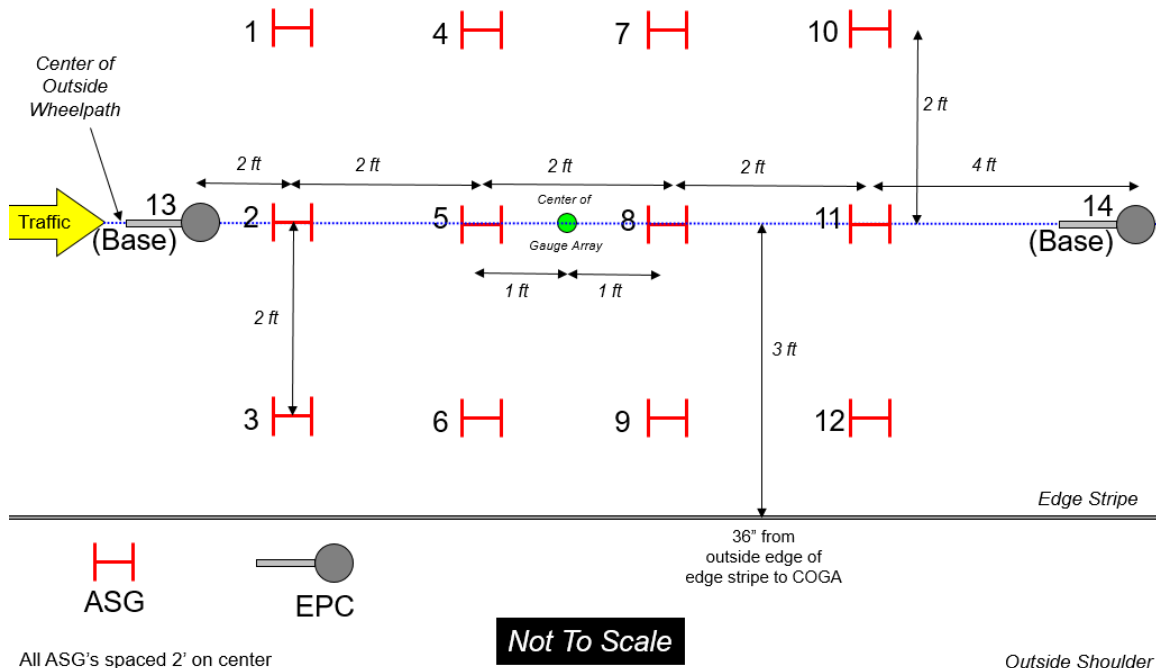 1
4
7
10
Center of
Outside
Wheelpath
2 ft
2 ft
2 ft
2 ft
2 ft
4 ft
Traffic
13
(Base)
2
5
Center of
Gauge Array
8
11
14
(Base)
1 ft
1 ft
2 ft
3 ft
3
6
9
12
Edge Stripe
36” from
outside edge of
edge stripe to COGA
ASG
EPC
Not To Scale
All ASG's spaced 2' on center
Outside Shoulder